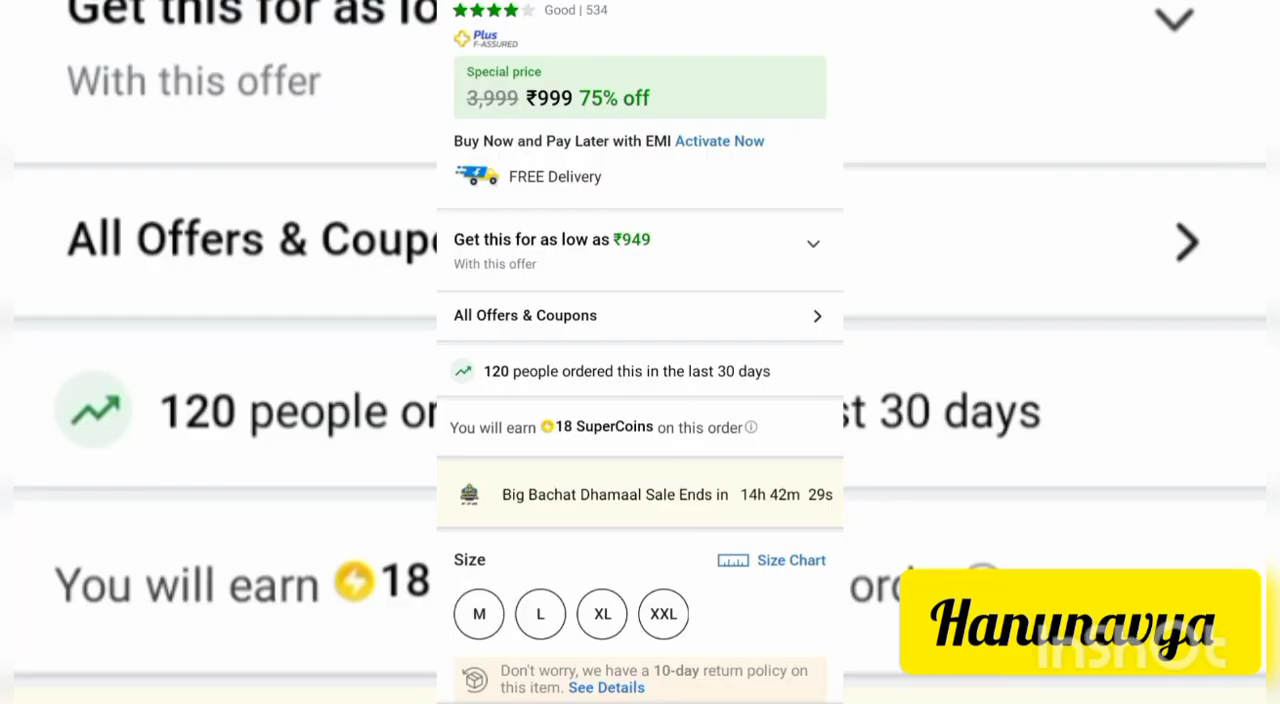 Get this for as lo
With this offer
All Offers & Coup
120 people or
st 30 days
You will earn 18
ord
Good | 534
Plus
F-ASSURED
Special price
3,999 ₹999 75% off
Buy Now and Pay Later with EMI Activate Now
FREE Delivery
Get this for as low as ₹949
With this offer
All Offers & Coupons
120 people ordered this in the last 30 days
You will earn 18 SuperCoins on this order
Big Bachat Dhamaal Sale Ends in 14h 42m 29s
Size
Size Chart
M L XL XXL
Don't worry, we have a 10-day return policy on
this item. See Details
Hanunavya
InShOt